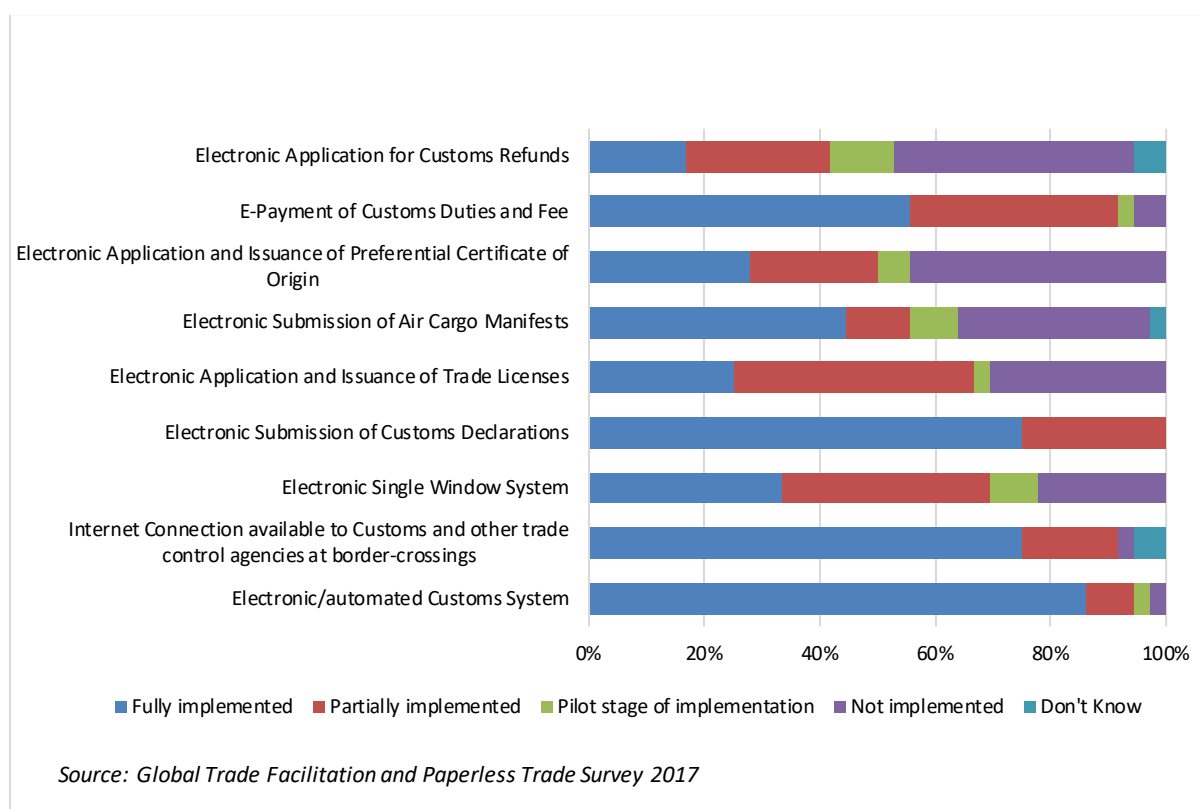 Electronic Application for Customs Refunds
E-Payment of Customs Duties and Fee
Electronic Application and Issuance of Preferential Certificate of
Origin
Electronic Submission of Air Cargo Manifests
Electronic Application and Issuance of Trade Licenses
Electronic Submission of Customs Declarations
Electronic Single Window System
Internet Connection available to Customs and other trade
control agencies at border-crossings
Electronic/automated Customs System
0% 20% 40% 60% 80% 100%
Fully implemented Partially implemented Pilot stage of implementation Not implemented Don't Know
Source: Global Trade Facilitation and Paperless Trade Survey 2017